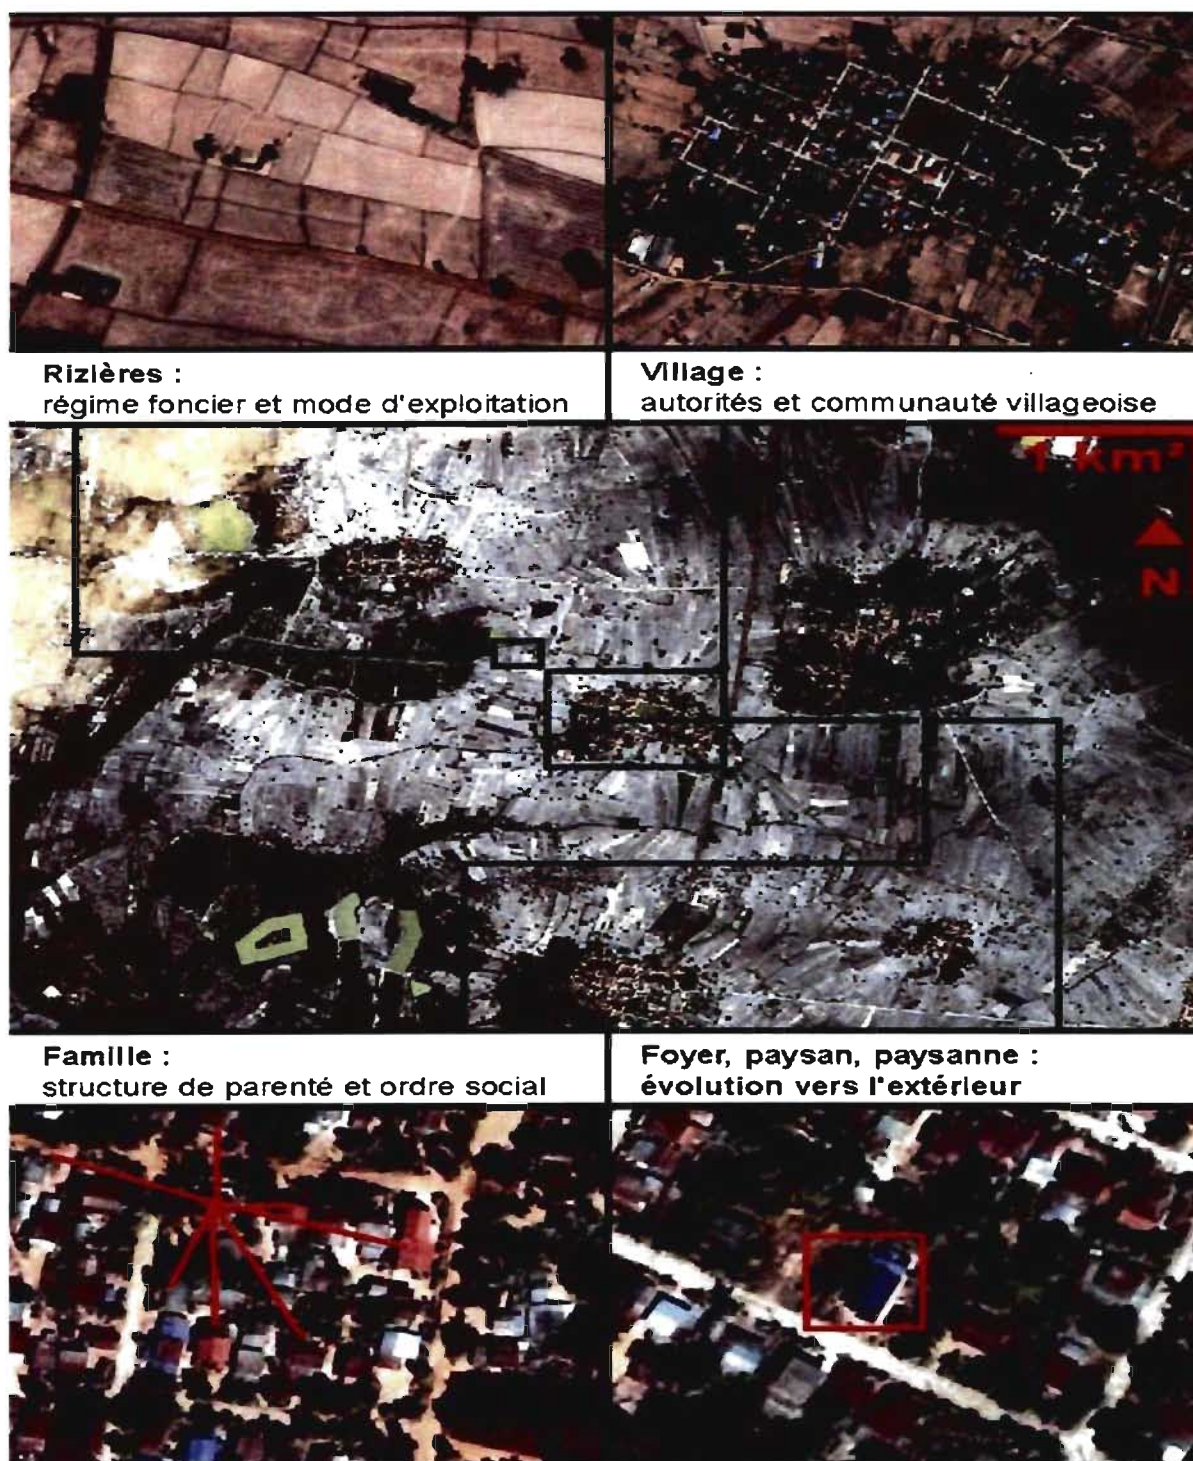 Rizières :
régime foncier et mode d'exploitation
Village :
autorités et communauté villageoise
1 km²
N
Famille :
structure de parenté et ordre social
Foyer, paysan, paysanne :
évolution vers l'extérieur